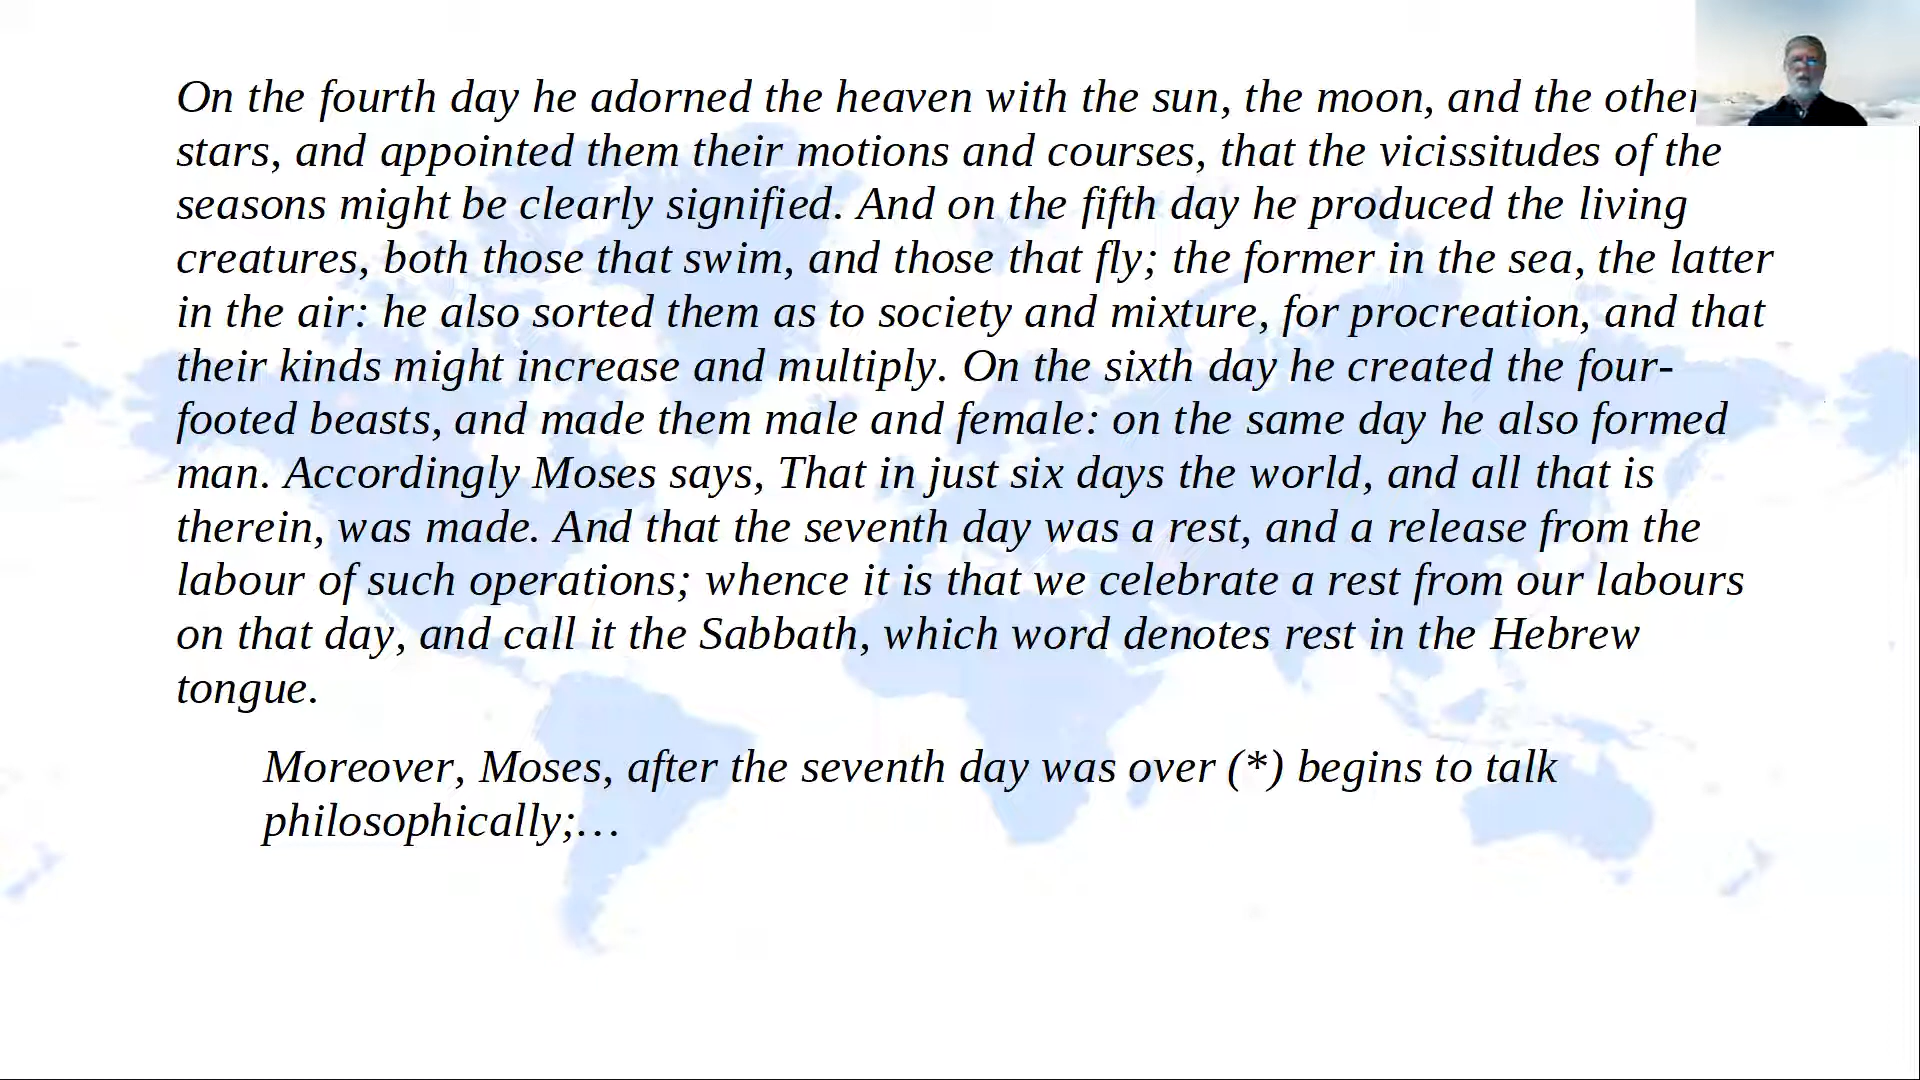 On the fourth day he adorned the heaven with the sun, the moon, and the other
stars, and appointed them their motions and courses, that the vicissitudes of the
seasons might be clearly signified. And on the fifth day he produced the living
creatures, both those that swim, and those that fly; the former in the sea, the latter
in the air: he also sorted them as to society and mixture, for procreation, and that
their kinds might increase and multiply. On the sixth day he created the four-
footed beasts, and made them male and female: on the same day he also formed
man. Accordingly Moses says, That in just six days the world, and all that is
therein, was made. And that the seventh day was a rest, and a release from the
labour of such operations; whence it is that we celebrate a rest from our labours
on that day, and call it the Sabbath, which word denotes rest in the Hebrew
tongue.
Moreover, Moses, after the seventh day was over (*) begins to talk
philosophically;…